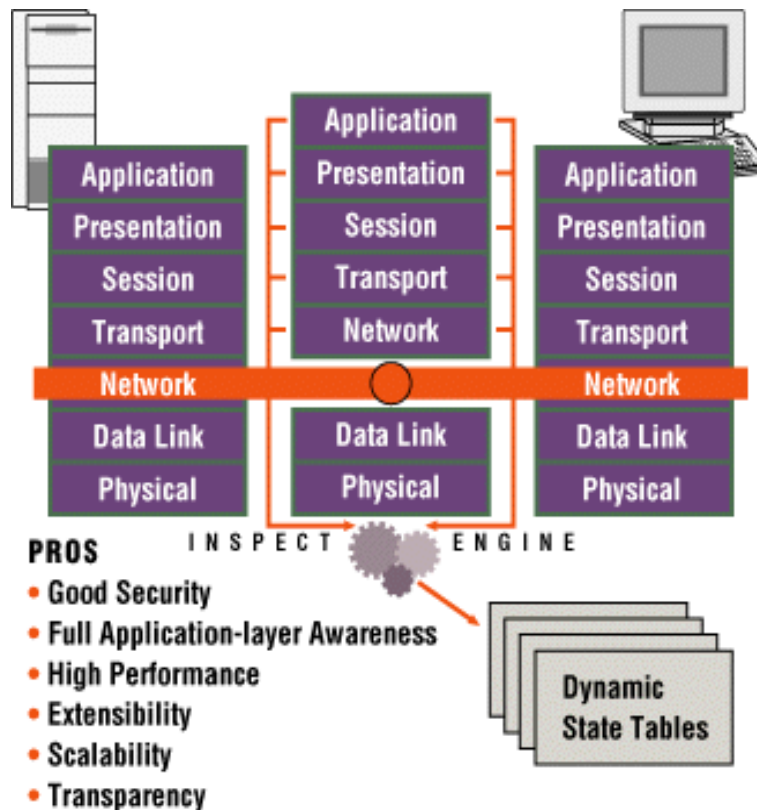 Application
Presentation
Session
Transport
Network
Data Link
Physical
Application
Presentation
Session
Transport
Network
Data Link
Physical
Application
Presentation
Session
Transport
Network
Data Link
Physical
INSPECT ENGINE
PROS
• Good Security
• Full Application-layer Awareness
• High Performance
• Extensibility
• Scalability
• Transparency
Dynamic
State Tables